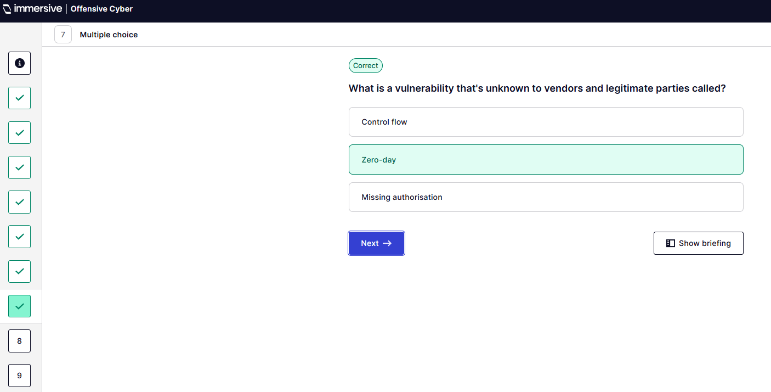 immersive | Offensive Cyber
7 Multiple choice
Correct
What is a vulnerability that's unknown to vendors and legitimate parties called?
Control flow
Zero-day
Missing authorisation
Next → Show briefing
8
9